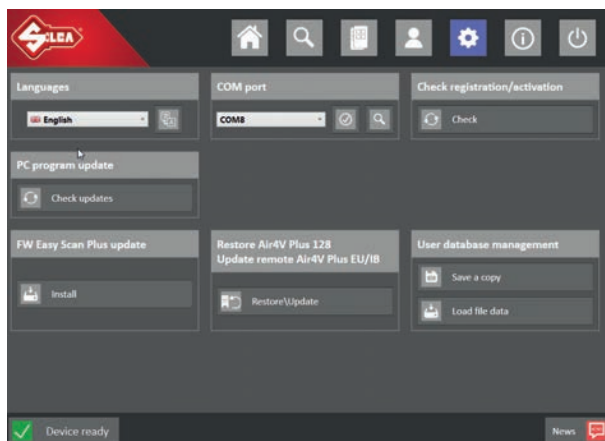 SILCA
Languages
COM port
Check registration/activation
English
COM8
Check
PC program update
Check updates
FW Easy Scan Plus update
Restore Air4V Plus 128
Update remote Air4V Plus EU/IB
User database management
Install
Restore\Update
Save a copy
Load file data
Device ready
News